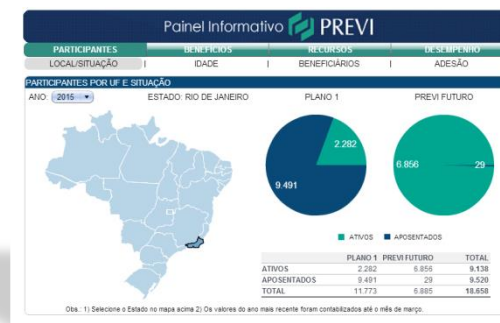 Painel Informativo PREVI
PARTICIPANTES BENEFÍCIOS RECURSOS DESEMPENHO
LOCAL/SITUAÇÃO | IDADE | BENEFICIÁRIOS | ADESÃO
PARTICIPANTES POR UF E SITUAÇÃO
ANO: 2015 ESTADO: RIO DE JANEIRO PLANO 1 PREVI FUTURO
2.282
9.491
6.856 29
ATIVOS APOSENTADOS
PLANO 1 PREVI FUTURO TOTAL
ATIVOS 2.282 6.856 9.138
APOSENTADOS 9.491 29 9.520
TOTAL 11.773 6.885 18.658
Obs.: 1) Selecione o Estado no mapa acima 2) Os valores do ano mais recente foram contabilizados até o mês de março.